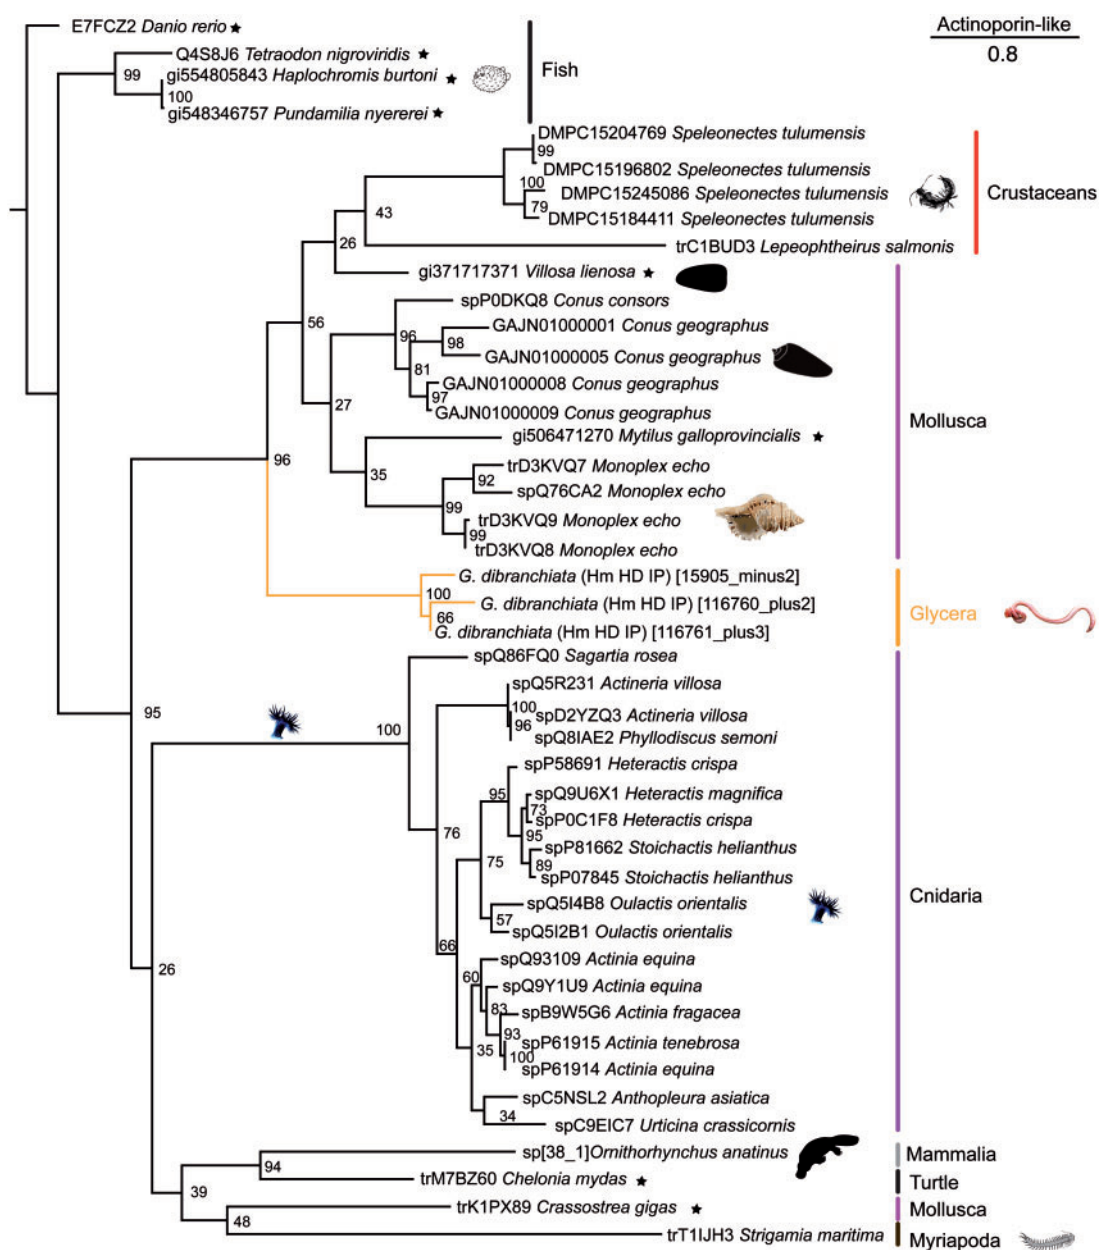 E7FCZ2 Danio rerio ★
Actinoporin-like
0.8
Q4S8J6 Tetraodon nigroviridis ★
99
gi554805843 Haplochromis burtoni ★
Fish
100
gi548346757 Pundamilia nyererei ★
DMPC15204769 Speleonectes tulumensis
99
DMPC15196802 Speleonectes tulumensis
100
DMPC15245086 Speleonectes tulumensis
Crustaceans
79
DMPC15184411 Speleonectes tulumensis
43
26
trC1BUD3 Lepeophtheirus salmonis
gi371717371 Villosa lienosa ★
spP0DKQ8 Conus consors
56
96
GAJN01000001 Conus geographus
98
GAJN01000005 Conus geographus
81
GAJN01000008 Conus geographus
97
27
GAJN01000009 Conus geographus
Mollusca
gi506471270 Mytilus galloprovincialis ★
96
35
trD3KVQ7 Monoplex echo
92
spQ76CA2 Monoplex echo
99
trD3KVQ9 Monoplex echo
99
trD3KVQ8 Monoplex echo
G. dibranchiata (Hm HD IP) [15905_minus2]
100
G. dibranchiata (Hm HD IP) [116760_plus2]
Glycera
66
G. dibranchiata (Hm HD IP) [116761_plus3]
spQ86FQ0 Sagartia rosea
spQ5R231 Actineria villosa
95
100
100
spD2YZQ3 Actineria villosa
96
spQ8IAE2 Phyllodiscus semoni
spP58691 Heteractis crispa
95
spQ9U6X1 Heteractis magnifica
73
spP0C1F8 Heteractis crispa
76
95
spP81662 Stoichactis helianthus
75
89
spP07845 Stoichactis helianthus
Cnidaria
spQ5I4B8 Oulactis orientalis
57
spQ5I2B1 Oulactis orientalis
66
spQ93109 Actinia equina
26
60
spQ9Y1U9 Actinia equina
83
spB9W5G6 Actinia fragacea
93
spP61915 Actinia tenebrosa
35
100
spP61914 Actinia equina
spC5NSL2 Anthopleura asiatica
34
spC9EIC7 Urticina crassicornis
sp[38_1]Ornithorhynchus anatinus
Mammalia
94
trM7BZ60 Chelonia mydas ★
Turtle
39
trK1PX89 Crassostrea gigas ★
Mollusca
48
trT1IJH3 Strigamia maritima
Myriapoda